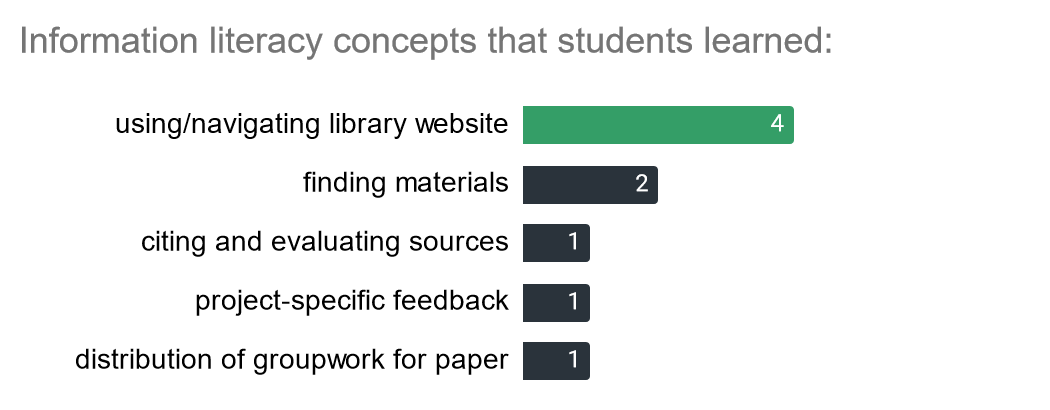 Information literacy concepts that students learned:
using/navigating library website 4
finding materials 2
citing and evaluating sources 1
project-specific feedback 1
distribution of groupwork for paper 1